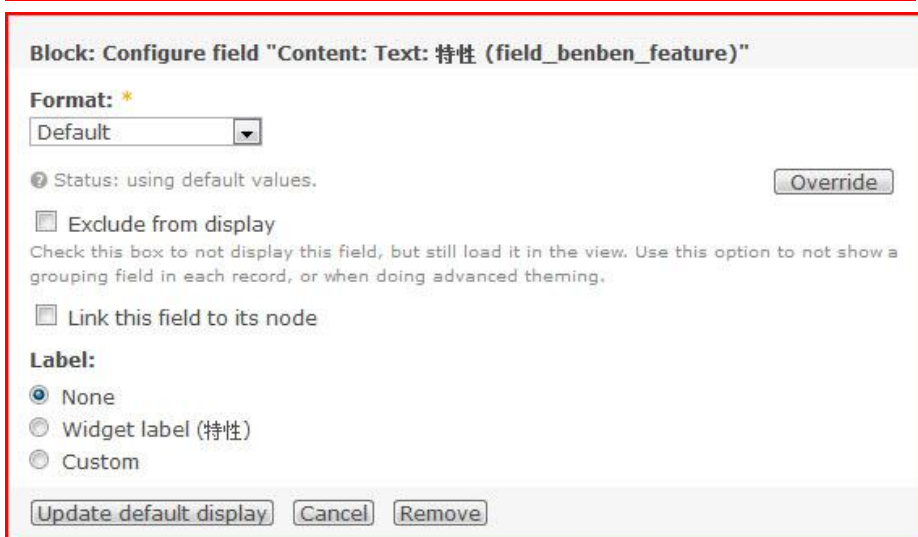 Block: Configure field "Content: Text: 特性 (field_benben_feature)"
Format: *
Default
Status: using default values.
Override
Exclude from display
Check this box to not display this field, but still load it in the view. Use this option to not show a
grouping field in each record, or when doing advanced theming.
Link this field to its node
Label:
None
Widget label (特性)
Custom
Update default display Cancel Remove